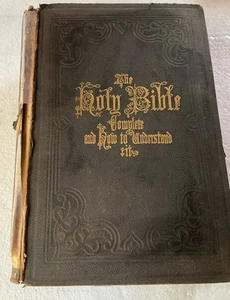 The
Holy Bible
Complete
and How to Understand
it